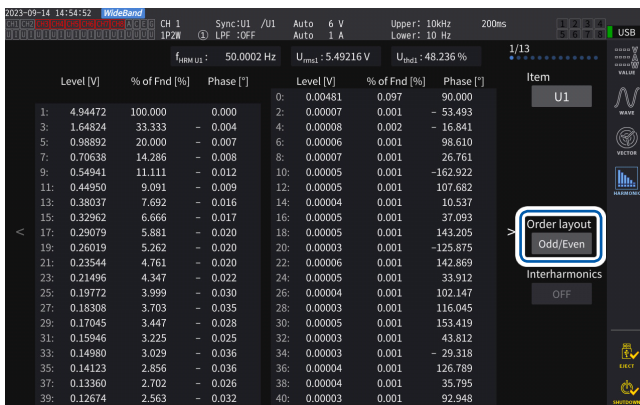 2023-09-14 14:54:52 WideBand
CH 1 Sync:U1 /U1 Auto 6 V Upper: 10kHz 200ms 1 2 3 4
1P2W ① LPF :OFF Auto 1 A Lower: 10 Hz 5 6 7 8 USB
fHRM U1 : 50.0002 Hz Urms1 : 5.49216 V Uthd1 : 48.236 % 1/13
Level [V] % of Fnd [%] Phase [°] Level [V] % of Fnd [%] Phase [°]
0: 0.00481 0.097 90.000
1: 4.94472 100.000 0.000 2: 0.00007 0.001 - 53.493
3: 1.64824 33.333 - 0.004 4: 0.00008 0.002 - 16.841
5: 0.98892 20.000 - 0.007 6: 0.00006 0.001 98.610
7: 0.70638 14.286 - 0.008 8: 0.00007 0.001 26.761
9: 0.54941 11.111 - 0.012 10: 0.00005 0.001 -162.922
11: 0.44950 9.091 - 0.009 12: 0.00005 0.001 107.682
13: 0.38037 7.692 - 0.016 14: 0.00004 0.001 10.537
15: 0.32962 6.666 - 0.017 16: 0.00005 0.001 37.093
< 17: 0.29079 5.881 - 0.020 18: 0.00005 0.001 143.205 >
19: 0.26019 5.262 - 0.020 20: 0.00003 0.001 -125.875
21: 0.23544 4.761 - 0.020 22: 0.00006 0.001 142.869
23: 0.21496 4.347 - 0.022 24: 0.00005 0.001 33.912
25: 0.19772 3.999 - 0.030 26: 0.00004 0.001 102.147
27: 0.18308 3.703 - 0.035 28: 0.00003 0.001 116.045
29: 0.17045 3.447 - 0.028 30: 0.00005 0.001 153.419
31: 0.15946 3.225 - 0.025 32: 0.00003 0.001 43.812
33: 0.14980 3.029 - 0.036 34: 0.00003 0.001 - 29.318
35: 0.14123 2.856 - 0.036 36: 0.00004 0.001 126.789
37: 0.13360 2.702 - 0.026 38: 0.00004 0.001 35.795
39: 0.12674 2.563 - 0.032 40: 0.00003 0.001 92.948
Item
U1
Order layout
Odd/Even
Interharmonics
OFF
VALUE
WAVE
VECTOR
HARMONIC
EJECT
SHUTDOWN